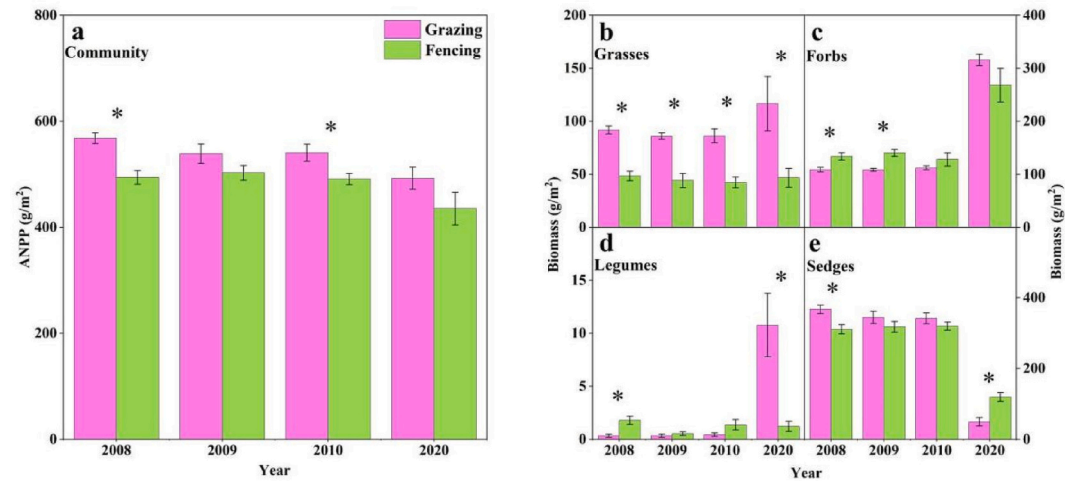 a
Community
Grazing
Fencing
800
600
400
200
0
ANPP (g/m²)
*
*
2008
2009
2010
2020
Year
b
Grasses
200
150
100
50
0
*
*
*
*
c
Forbs
400
300
200
100
0
*
*
Biomass (g/m²)
Biomass (g/m²)
d
Legumes
15
10
5
0
*
*
e
Sedges
400
200
0
*
*
2008
2009
2010
2020
2008
2009
2010
2020
Year